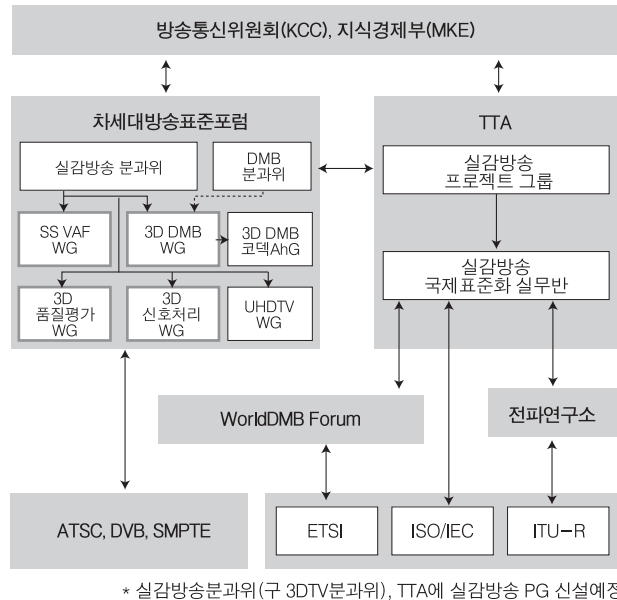 방송통신위원회(KCC), 지식경제부(MKE)
차세대방송표준포럼
실감방송 분과위
DMB
분과위
SS VAF
WG
3D DMB
WG
3D DMB
코덱AhG
3D
품질평가
WG
3D
신호처리
WG
UHDTV
WG
TTA
실감방송
프로젝트 그룹
실감방송
국제표준화 실무반
WorldDMB Forum
전파연구소
ATSC, DVB, SMPTE
ETSI
ISO/IEC
ITU-R
* 실감방송분과위(구 3DTV분과위), TTA에 실감방송 PG 신설예정